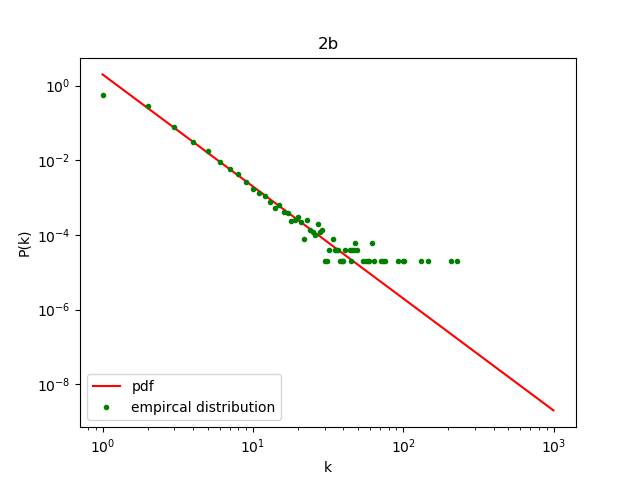 2b
P(k)
10⁰
10⁻²
10⁻⁴
10⁻⁶
10⁻⁸
pdf
empircal distribution
10⁰ 10¹ 10² 10³
k